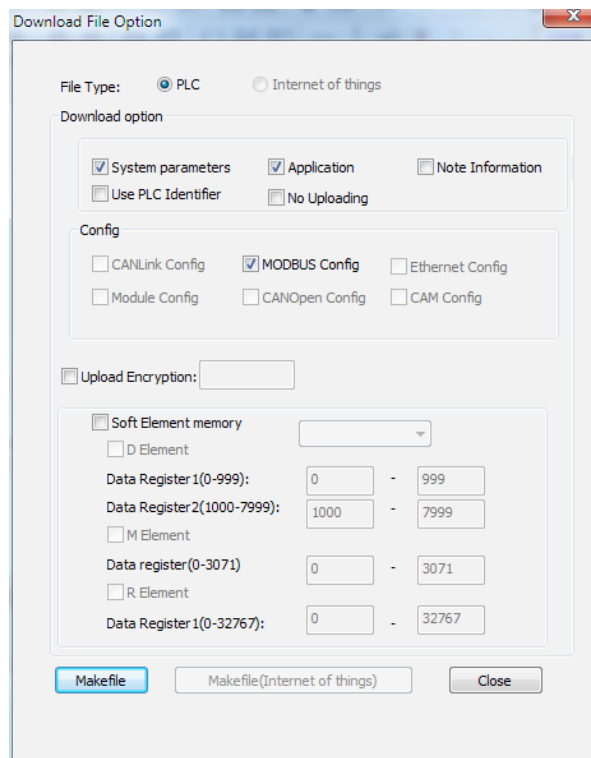 Download File Option
File Type: PLC Internet of things
Download option
System parameters Application Note Information
Use PLC Identifier No Uploading
Config
CANLink Config MODBUS Config Ethernet Config
Module Config CANOpen Config CAM Config
Upload Encryption:
Soft Element memory
D Element
Data Register1(0-999): 0 - 999
Data Register2(1000-7999): 1000 - 7999
M Element
Data register(0-3071) 0 - 3071
R Element
Data Register1(0-32767): 0 - 32767
Makefile Makefile(Internet of things) Close